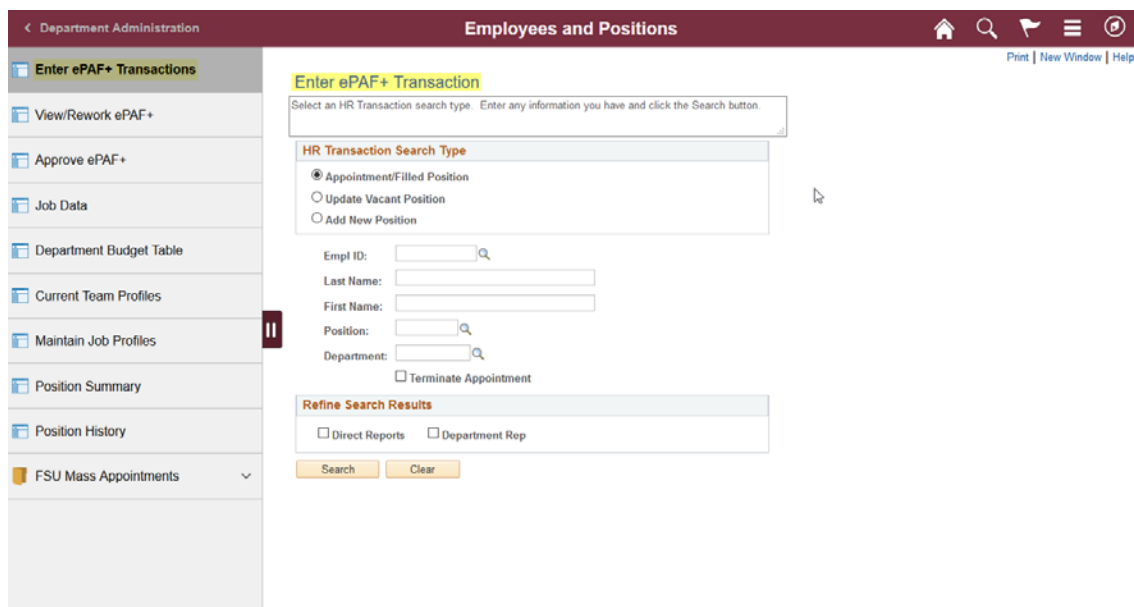 Department Administration
Employees and Positions
Print | New Window | Help
Enter ePAF+ Transactions
View/Rework ePAF+
Approve ePAF+
Job Data
Department Budget Table
Current Team Profiles
Maintain Job Profiles
Position Summary
Position History
FSU Mass Appointments
Enter ePAF+ Transaction
Select an HR Transaction search type. Enter any information you have and click the Search button.
HR Transaction Search Type
Appointment/Filled Position
Update Vacant Position
Add New Position
Empl ID:
Last Name:
First Name:
Position:
Department:
Terminate Appointment
Refine Search Results
Direct Reports Department Rep
Search Clear